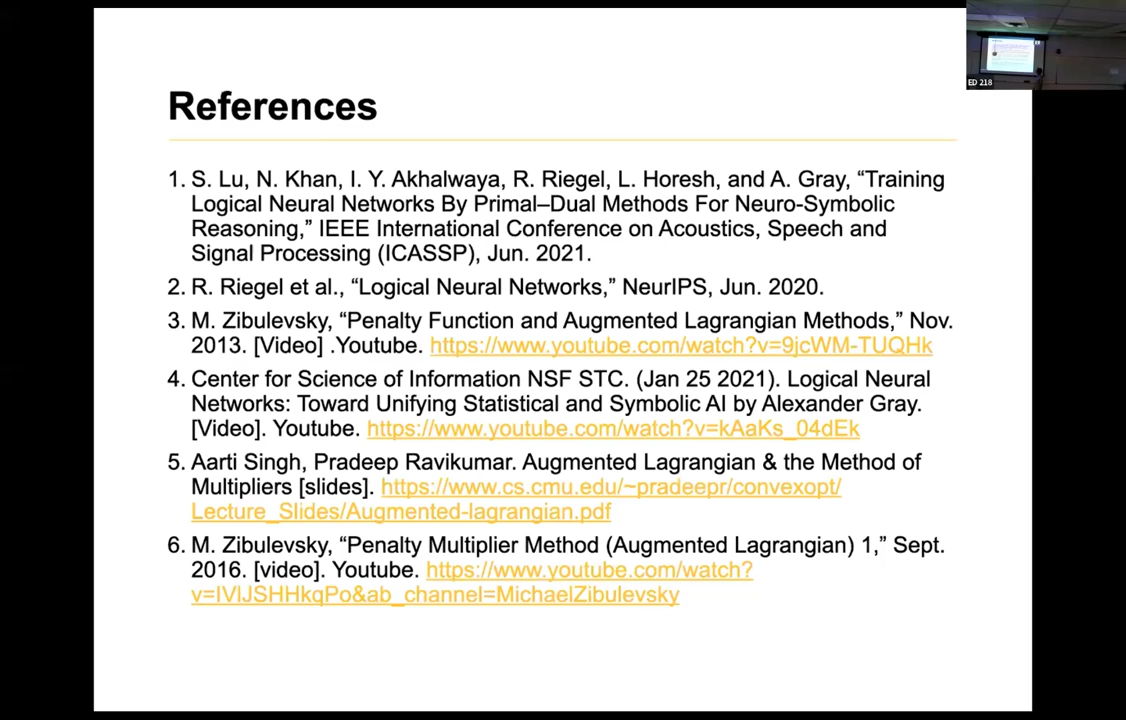 References
1. S. Lu, N. Khan, I. Y. Akhalwaya, R. Riegel, L. Horesh, and A. Gray, “Training
Logical Neural Networks By Primal–Dual Methods For Neuro-Symbolic
Reasoning,” IEEE International Conference on Acoustics, Speech and
Signal Processing (ICASSP), Jun. 2021.
2. R. Riegel et al., “Logical Neural Networks,” NeurIPS, Jun. 2020.
3. M. Zibulevsky, “Penalty Function and Augmented Lagrangian Methods,” Nov.
2013. [Video] .Youtube. https://www.youtube.com/watch?v=9jcWM-TUQHk
4. Center for Science of Information NSF STC. (Jan 25 2021). Logical Neural
Networks: Toward Unifying Statistical and Symbolic AI by Alexander Gray.
[Video]. Youtube. https://www.youtube.com/watch?v=kAaKs_04dEk
5. Aarti Singh, Pradeep Ravikumar. Augmented Lagrangian & the Method of
Multipliers [slides]. https://www.cs.cmu.edu/~pradeepr/convexopt/
Lecture_Slides/Augmented-lagrangian.pdf
6. M. Zibulevsky, “Penalty Multiplier Method (Augmented Lagrangian) 1,” Sept.
2016. [video]. Youtube. https://www.youtube.com/watch?
v=IVlJSHHkqPo&ab_channel=MichaelZibulevsky
ED 218